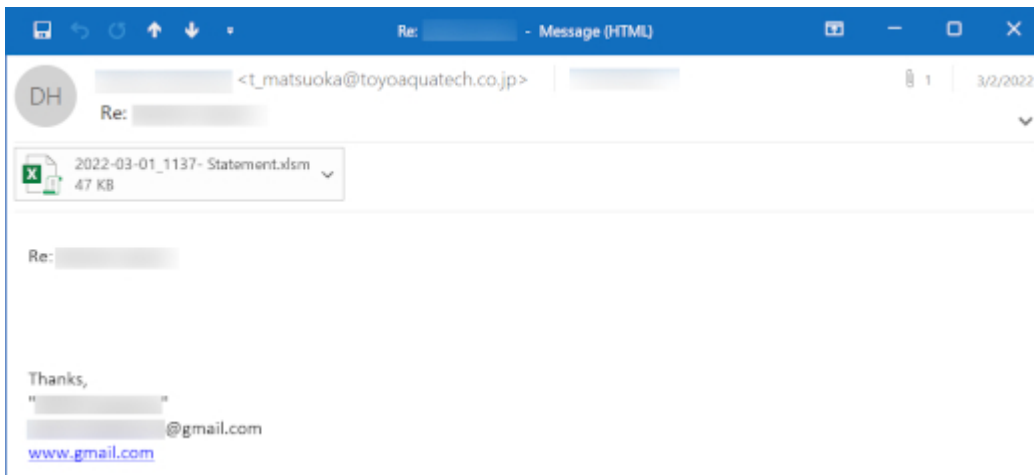 Re: - Message (HTML)
DH
<t_matsuoka@toyoaquatech.co.jp>
1
3/2/2022
Re:
2022-03-01_1137- Statement.xlsm
47 KB
Re:
Thanks,
" "
@gmail.com
www.gmail.com